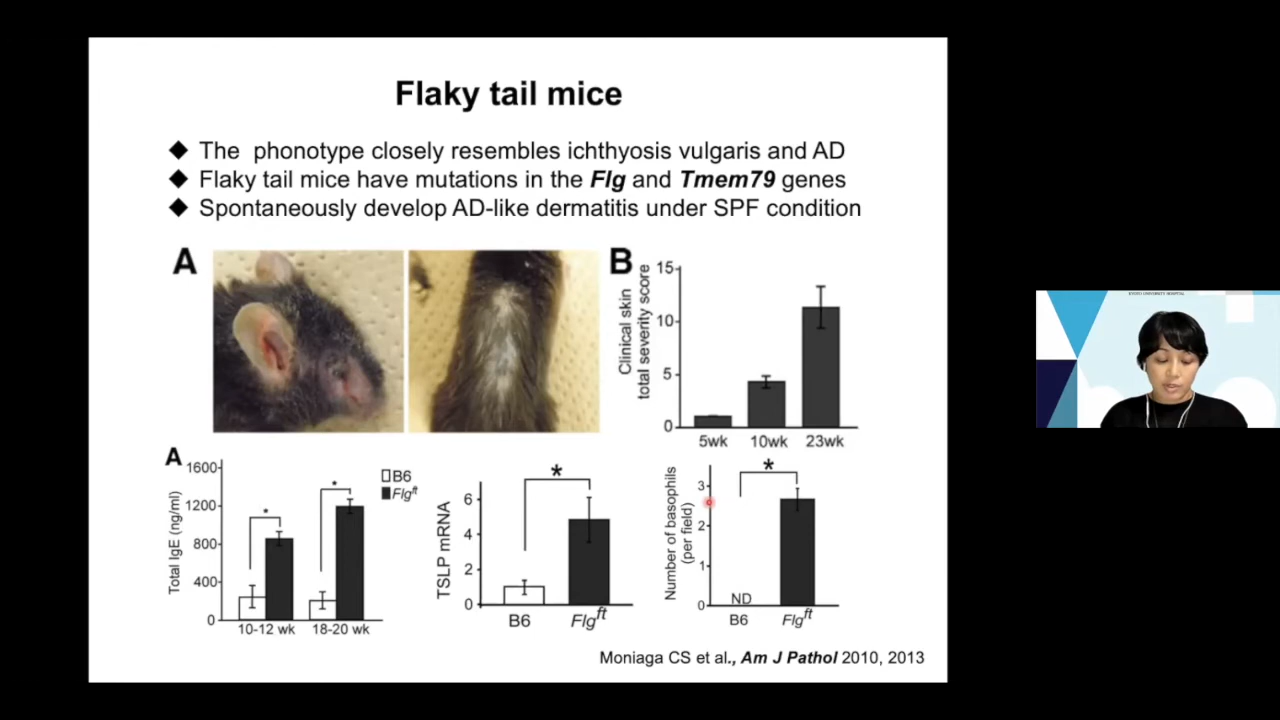 Flaky tail mice
◆ The phonotype closely resembles ichthyosis vulgaris and AD
◆ Flaky tail mice have mutations in the Flg and Tmem79 genes
◆ Spontaneously develop AD-like dermatitis under SPF condition
A
B
Clinical skin
total severity score
15
10
5
0
5wk 10wk 23wk
KYOTO UNIVERSITY HOSPITAL
A
Total IgE (ng/ml)
1600
1200
800
400
0
B6
Flgft
*
*
10-12 wk 18-20 wk
TSLP mRNA
6
4
2
0
*
B6 Flgft
Number of basophils
(per field)
3
2
1
0
*
ND
B6 Flgft
Moniaga CS et al., Am J Pathol 2010, 2013